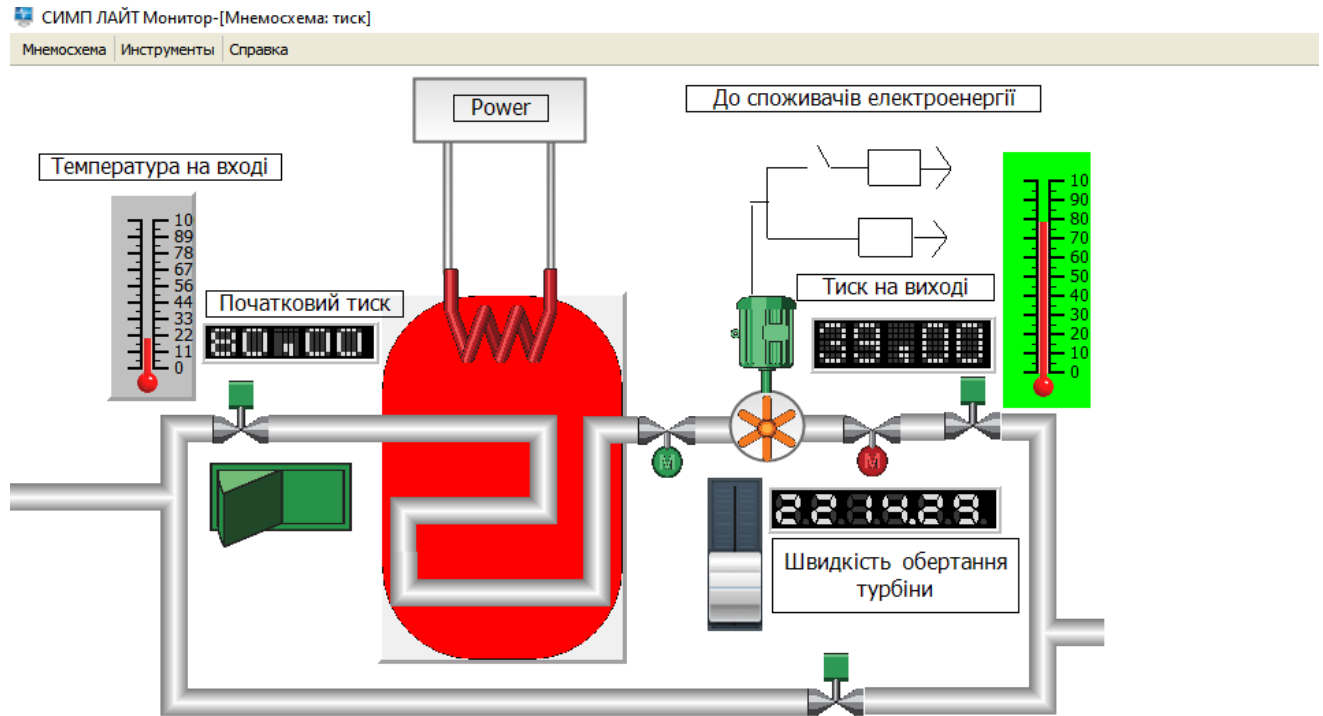 СИМП ЛАЙТ Монитор-[Мнемосхема: тиск]
Мнемосхема Инструменты Справка
Power
До споживачів електроенергії
Температура на вході
10
89
78
67
56
44
33
22
11
0
Початковий тиск
80.00
Тиск на виході
39.00
10
90
80
70
60
50
40
30
20
10
0
M
M
2214.29
Швидкість обертання
турбіни